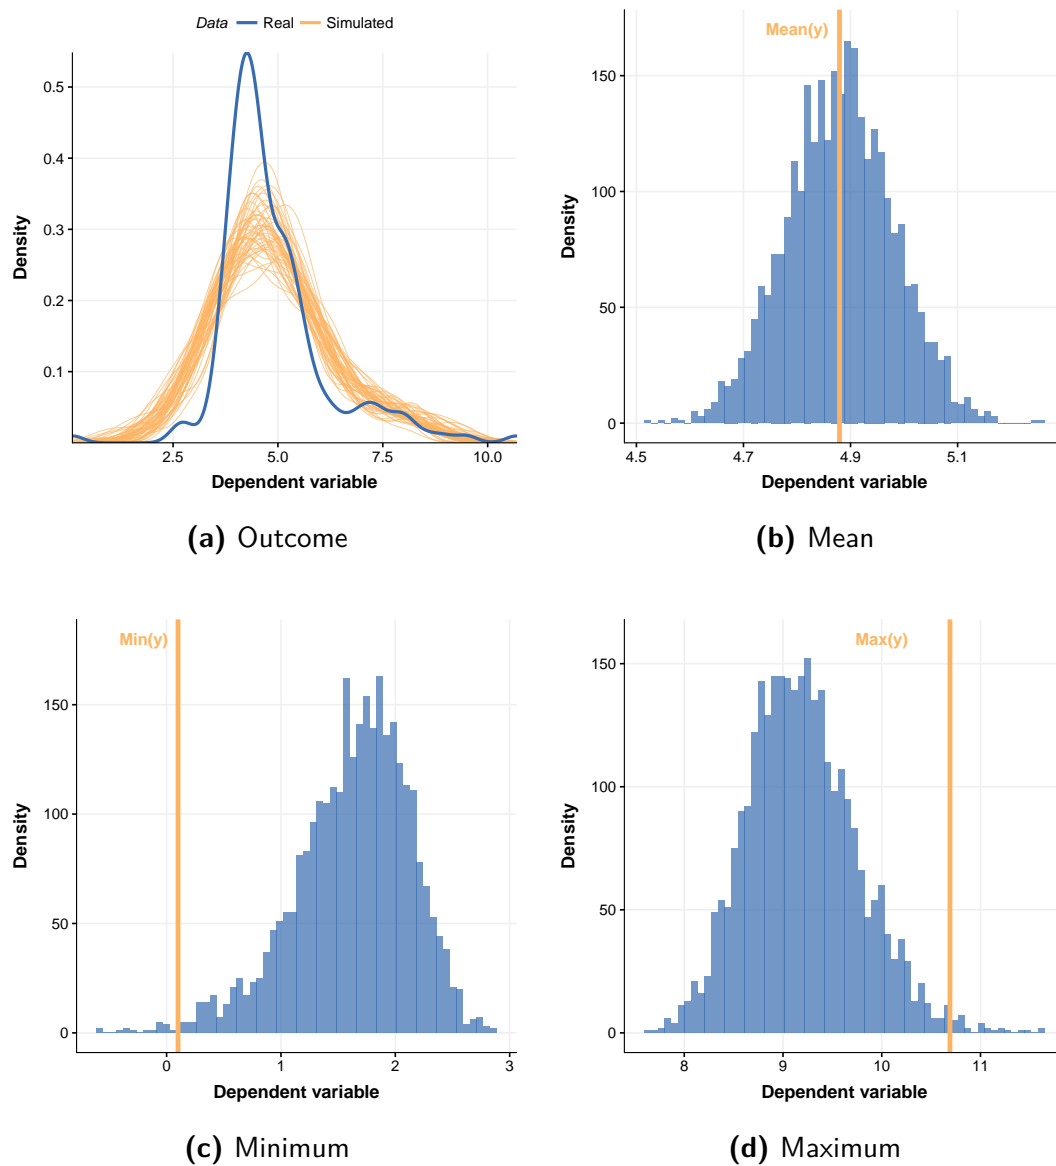 Data Real Simulated
0.5
0.4
0.3
0.2
0.1
Density
2.5 5.0 7.5 10.0
Dependent variable
(a) Outcome
Mean(y)
150
100
50
0
Density
4.5 4.7 4.9 5.1
Dependent variable
(b) Mean
Min(y)
150
100
50
0
Density
0 1 2 3
Dependent variable
(c) Minimum
Max(y)
150
100
50
0
Density
8 9 10 11
Dependent variable
(d) Maximum